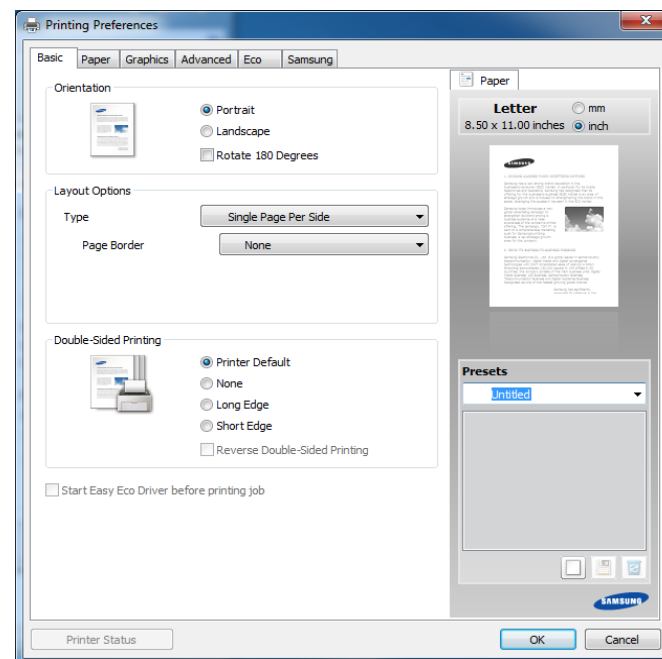 Printing Preferences
Basic
Paper
Graphics
Advanced
Eco
Samsung
Orientation
Portrait
Landscape
Rotate 180 Degrees
Layout Options
Type
Single Page Per Side
Page Border
None
Double-Sided Printing
Printer Default
None
Long Edge
Short Edge
Reverse Double-Sided Printing
Start Easy Eco Driver before printing job
Paper
Letter
mm
8.50 x 11.00 inches
inch
SAMSUNG
Presets
Untitled
SAMSUNG
Printer Status
OK
Cancel